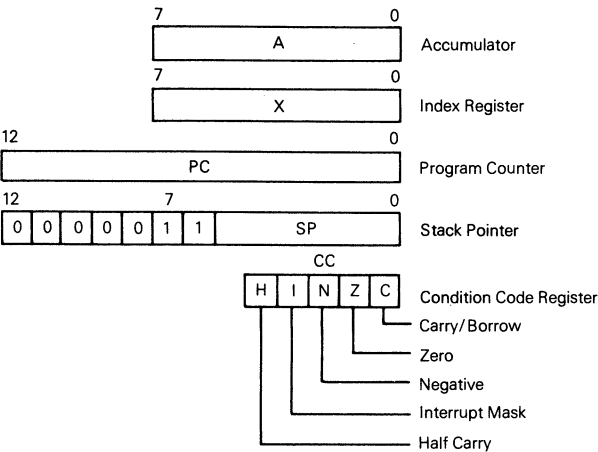 7 0
A Accumulator
7 0
X Index Register
12 0
PC Program Counter
12 7 0
0 0 0 0 0 1 1 SP Stack Pointer
CC
H I N Z C Condition Code Register
Carry/Borrow
Zero
Negative
Interrupt Mask
Half Carry